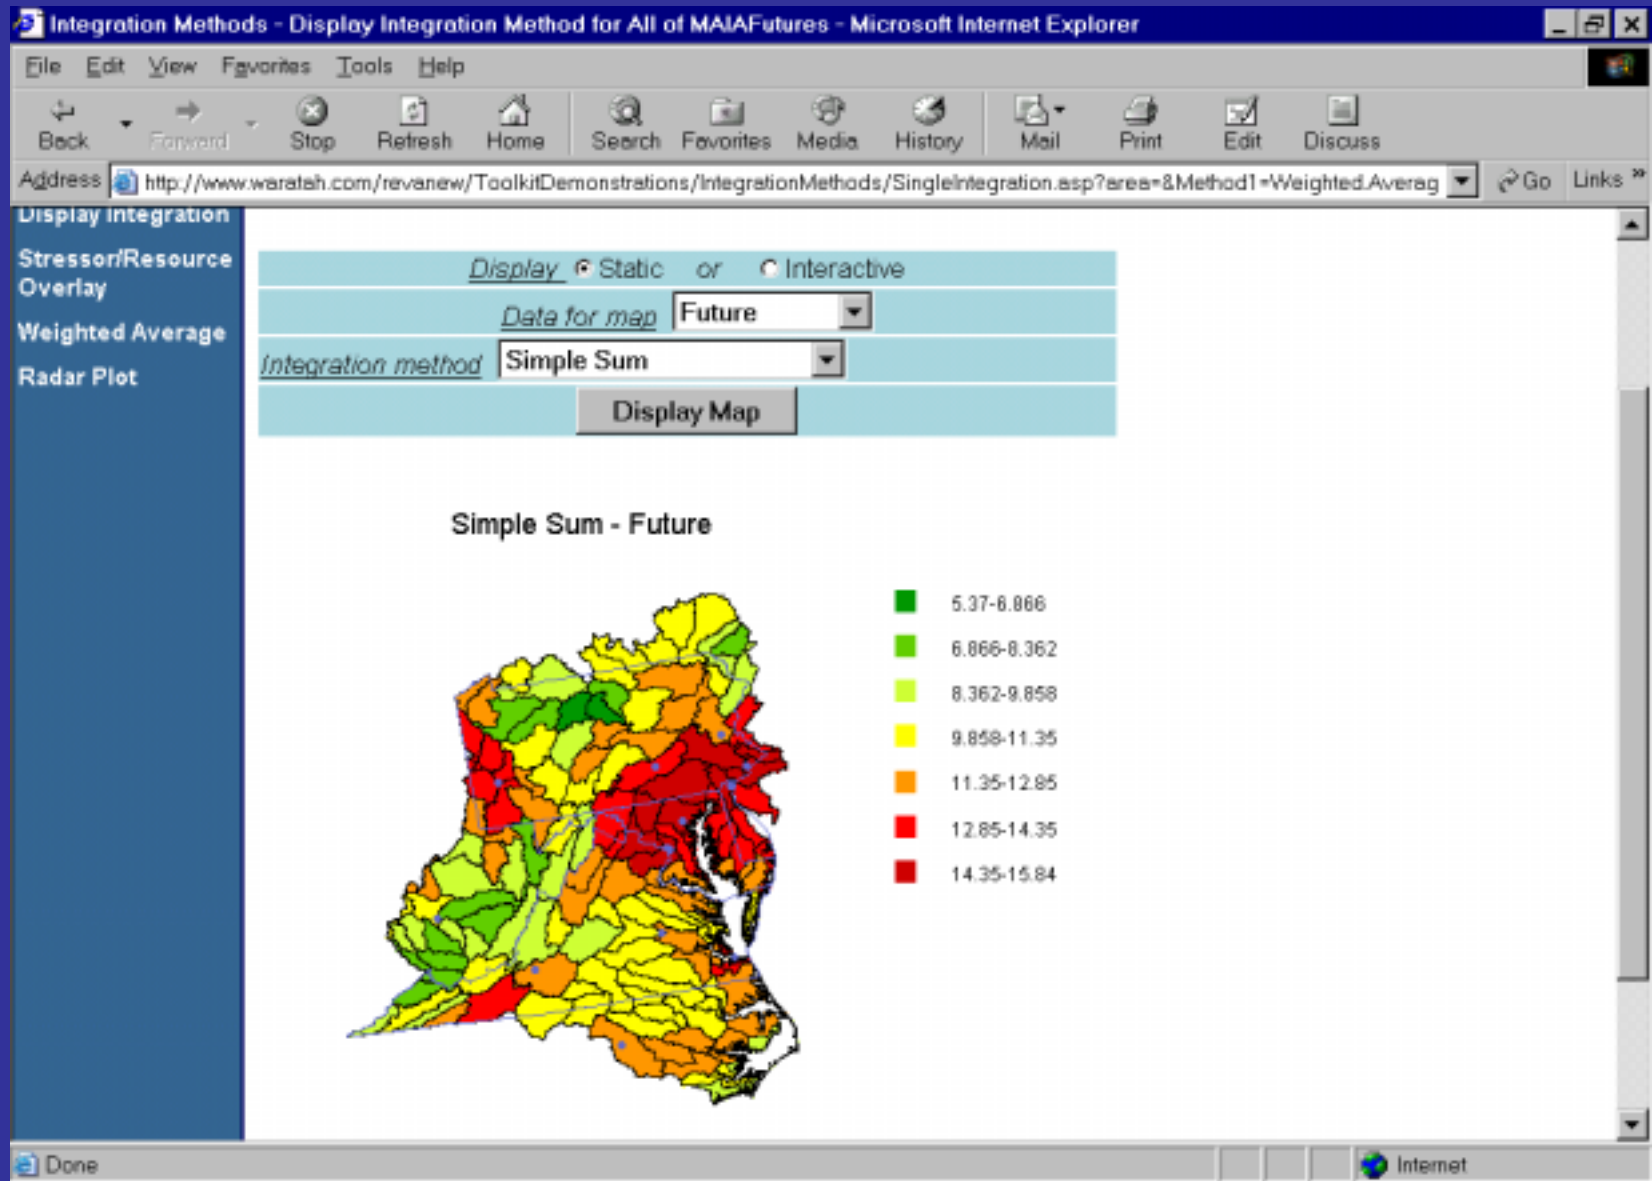 Integration Methods - Display Integration Method for All of MAIAFutures - Microsoft Internet Explorer
File Edit View Favorites Tools Help
Back Forward Stop Refresh Home Search Favorites Media History Mail Print Edit Discuss
Address http://www.waratah.com/revanew/ToolkitDemonstrations/IntegrationMethods/SingleIntegration.asp?area=&Method1=Weighted.Averag Go Links »
Display Integration
Stressor/Resource
Overlay
Weighted Average
Radar Plot
Display Static or Interactive
Data for map Future
Integration method Simple Sum
Display Map
Simple Sum - Future
5.37-6.866
6.866-8.362
8.362-9.858
9.858-11.35
11.35-12.85
12.85-14.35
14.35-15.84
Done
Internet